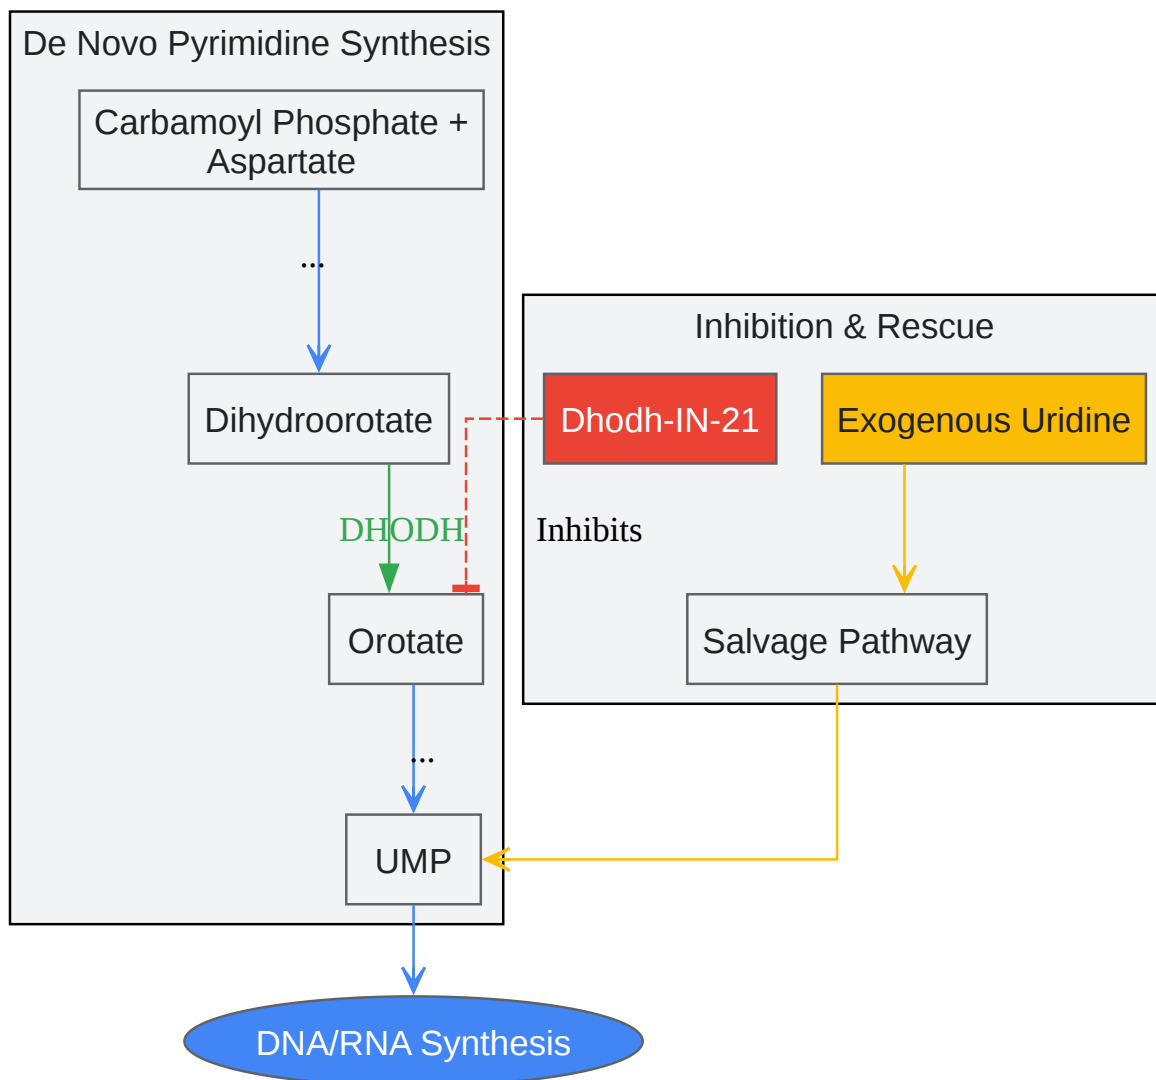 De Novo Pyrimidine Synthesis
Carbamoyl Phosphate +
Aspartate
...
Inhibition & Rescue
Dihydroorotate
Dhodh-IN-21
Exogenous Uridine
DHODH
Inhibits
Orotate
Salvage Pathway
...
UMP
DNA/RNA Synthesis